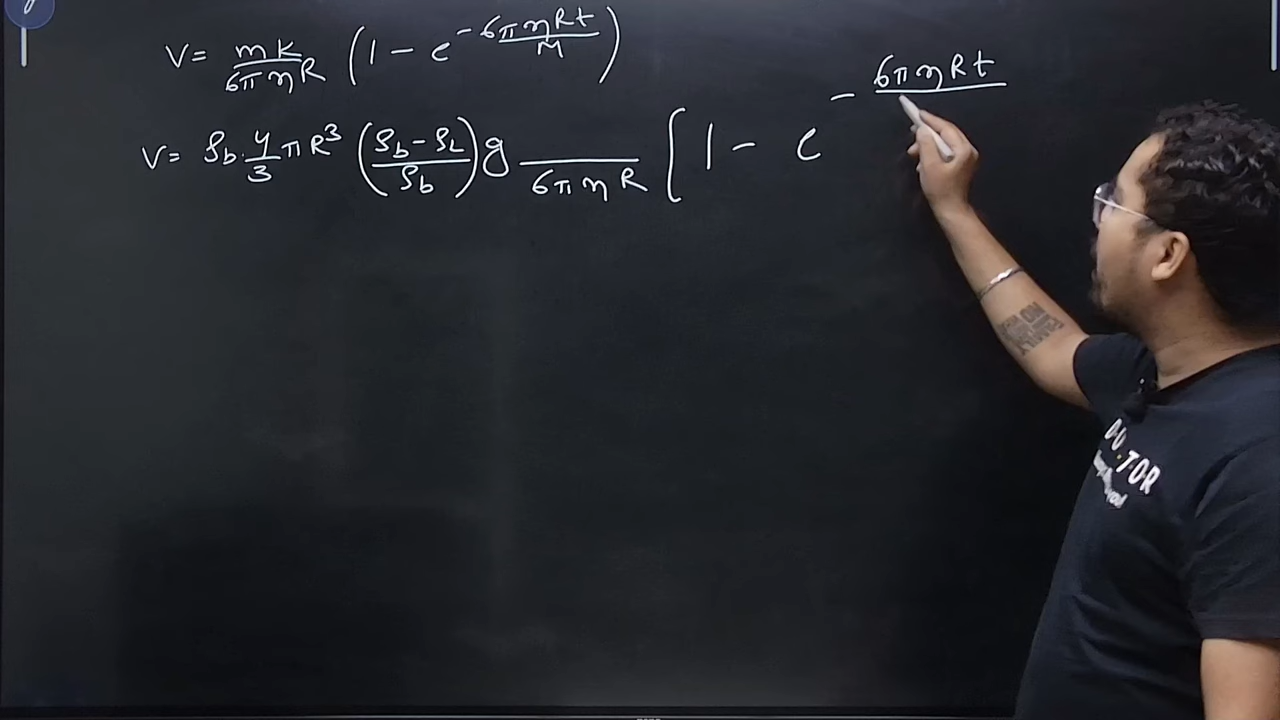 V = mk / 6πηR (1 - e^(-6πηRt / M))
V = ρb · 4/3 πR³ ((ρb - ρL) / ρb) g / 6πηR [1 - e^(- 6πηRt /
D·O·C·T·O·R